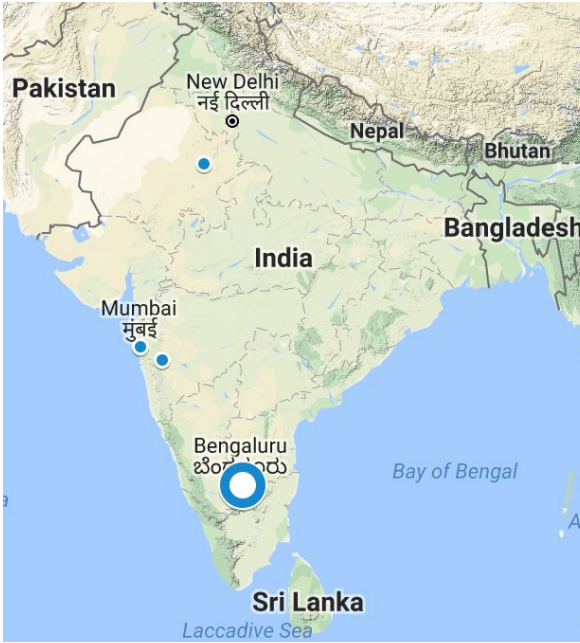 New Delhi
नई दिल्ली
Pakistan
Nepal
Bhutan
Bangladesh
India
Mumbai
मुंबई
Bengaluru
Bay of Bengal
Sri Lanka
Laccadive Sea